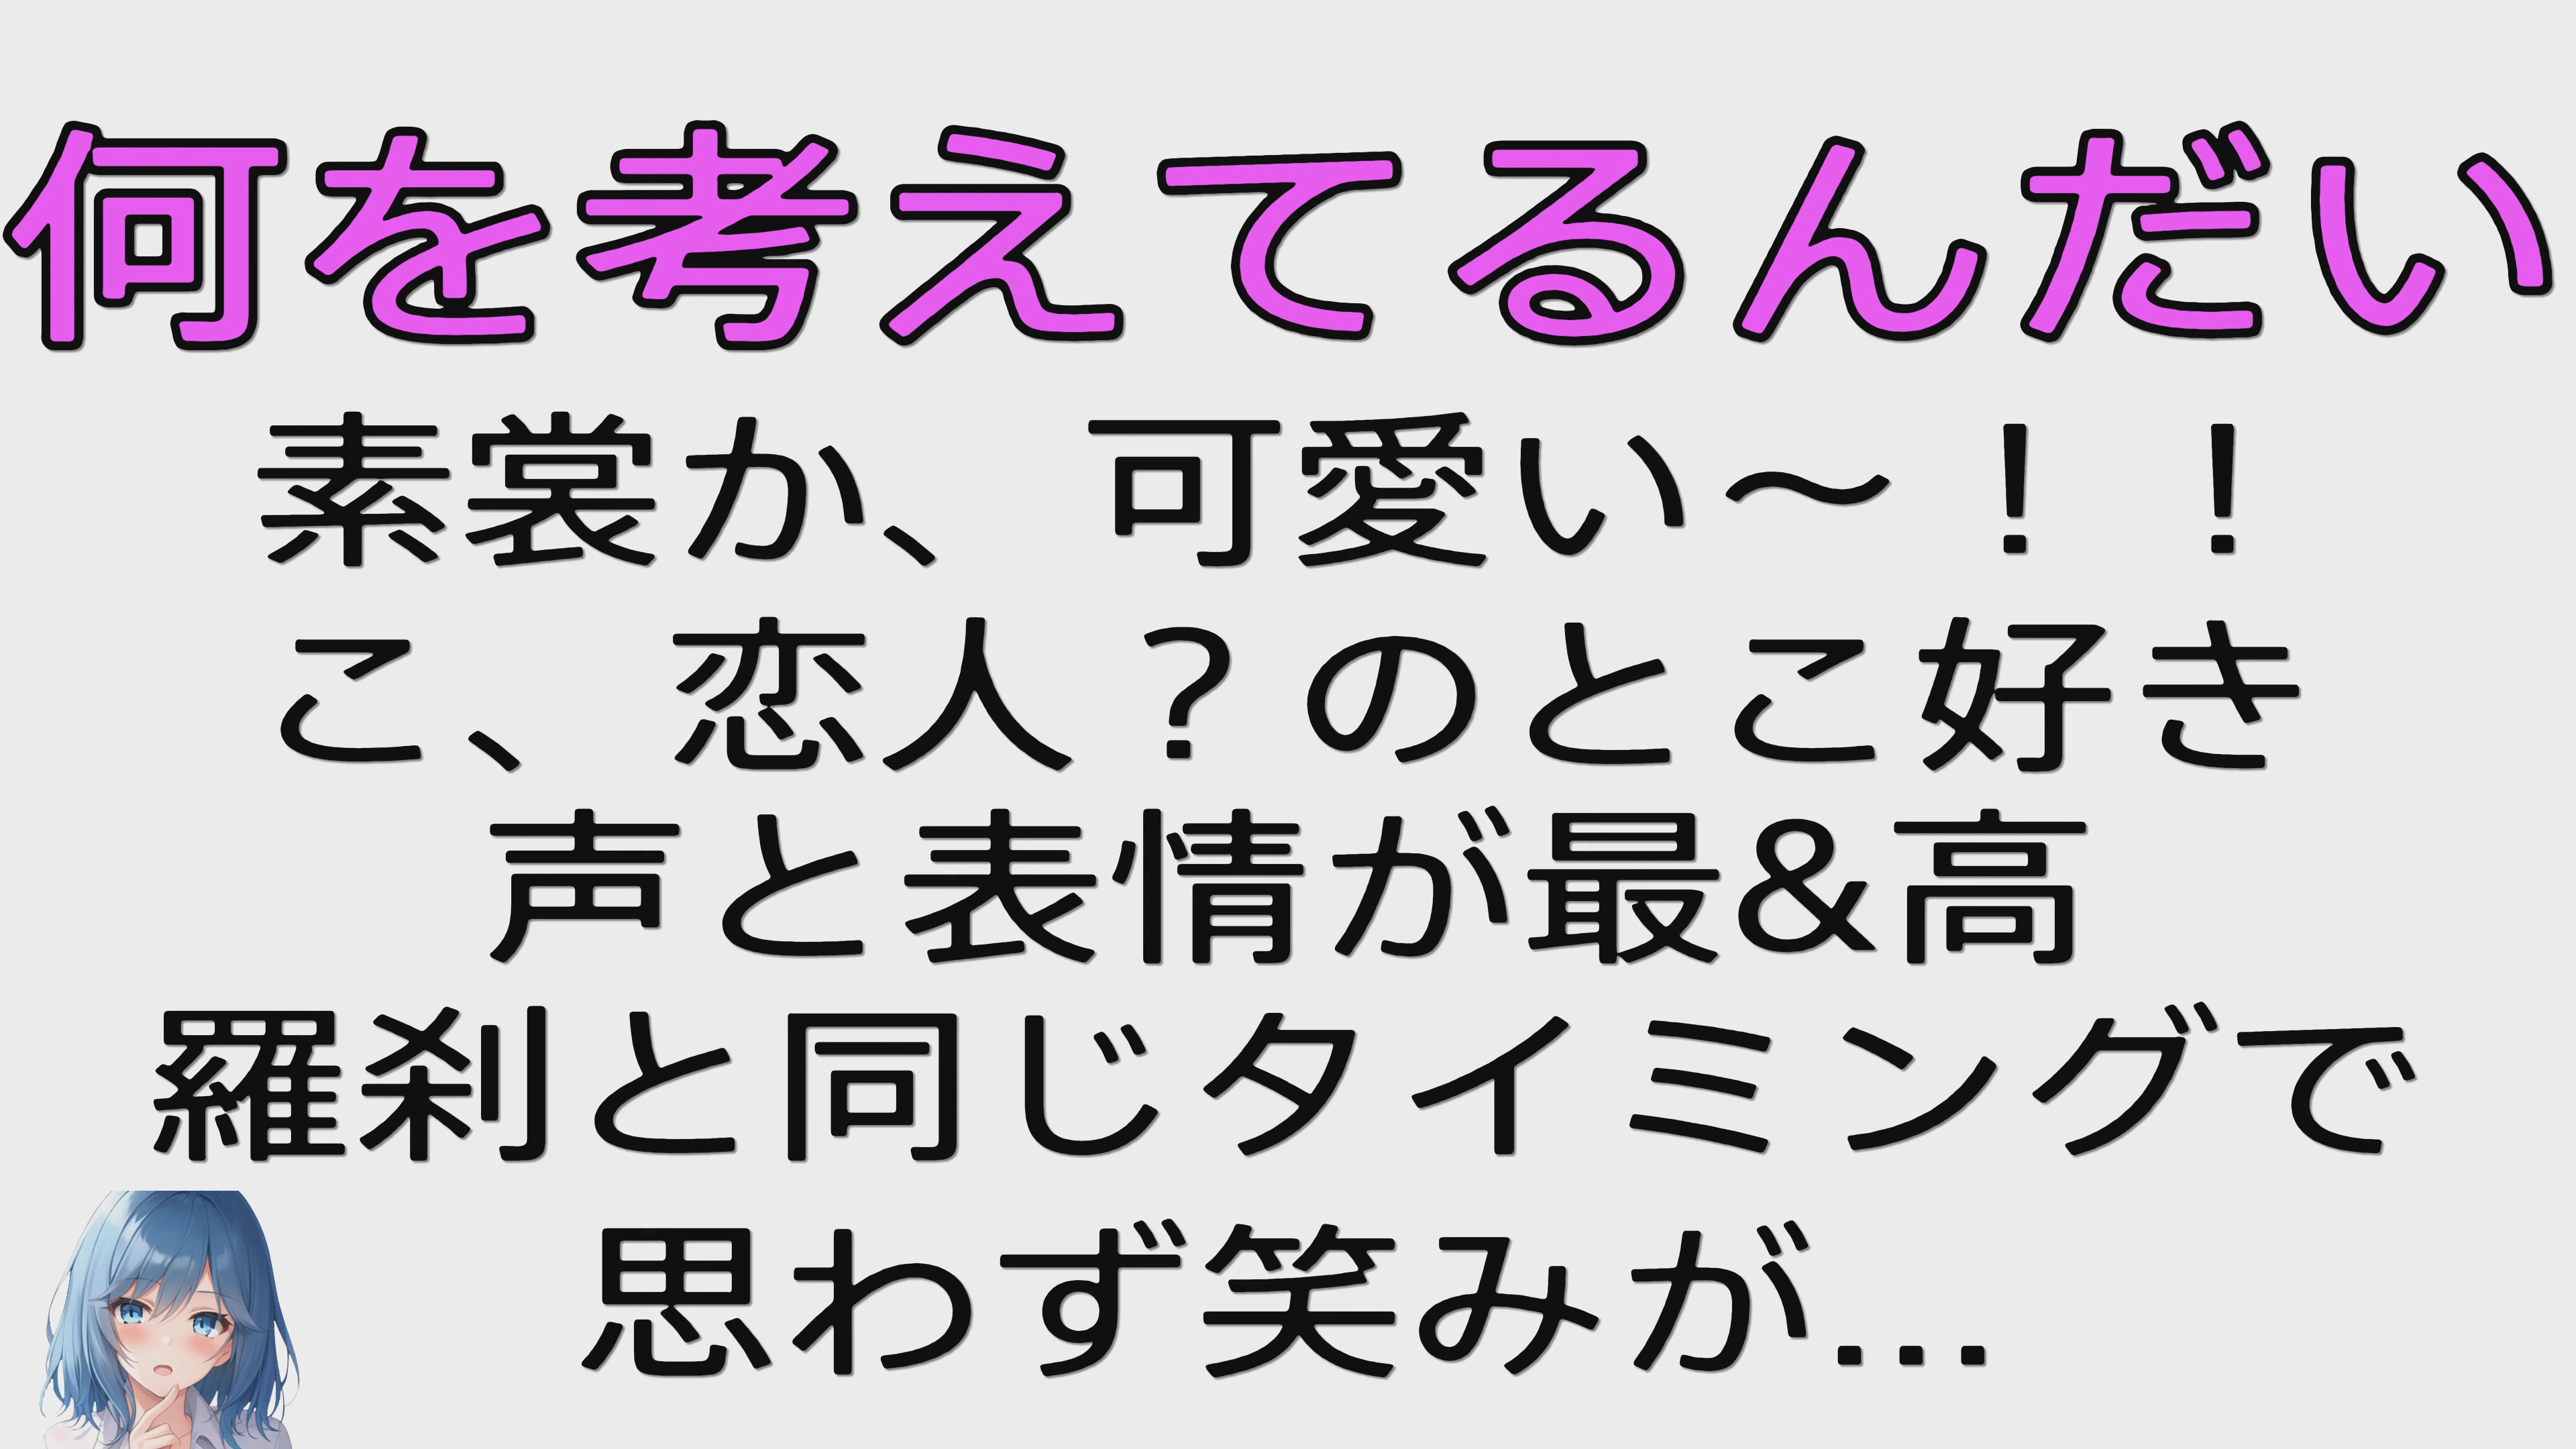 何を考えてるんだい
素裳か、可愛い～！！
こ、恋人？のとこ好き
声と表情が最&高
羅刹と同じタイミングで
思わず笑みが...